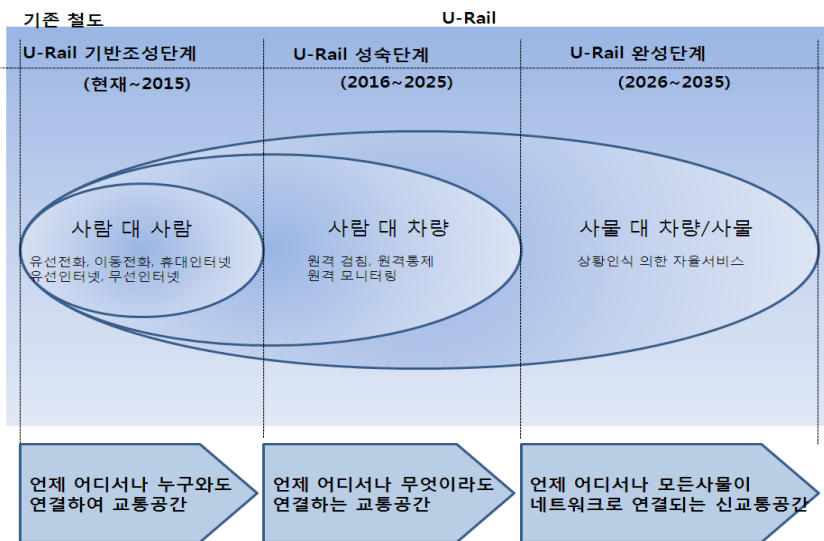 기존 철도
U-Rail
U-Rail 기반조성단계
(현재~2015)
U-Rail 성숙단계
(2016~2025)
U-Rail 완성단계
(2026~2035)
사람 대 사람
유선전화, 이동전화, 휴대인터넷
유선인터넷, 무선인터넷
사람 대 차량
원격 검침, 원격통제
원격 모니터링
사물 대 차량/사물
상황인식 의한 자율서비스
언제 어디서나 누구와도
연결하여 교통공간
언제 어디서나 무엇이라도
연결하는 교통공간
언제 어디서나 모든사물이
네트워크로 연결되는 신교통공간